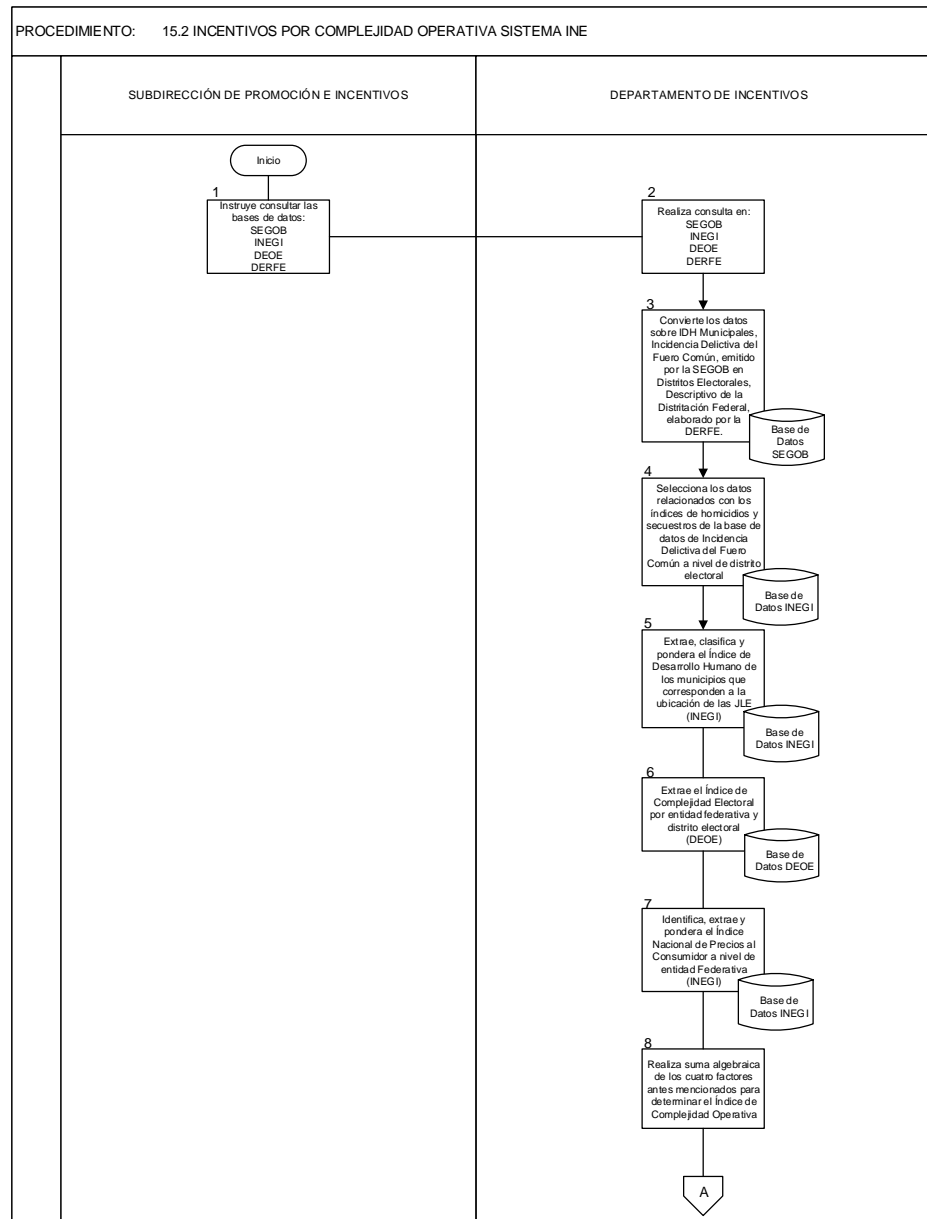 PROCEDIMIENTO: 15.2 INCENTIVOS POR COMPLEJIDAD OPERATIVA SISTEMA INE
SUBDIRECCIÓN DE PROMOCIÓN E INCENTIVOS
DEPARTAMENTO DE INCENTIVOS
Inicio
1
Instruye consultar las
bases de datos:
SEGOB
INEGI
DEOE
DERFE
2
Realiza consulta en:
SEGOB
INEGI
DEOE
DERFE
3
Convierte los datos
sobre IDH Municipales,
Incidencia Delictiva del
Fuero Común, emitido
por la SEGOB en
Distritos Electorales,
Descriptivo de la
Distritación Federal,
elaborado por la
DERFE.
Base de
Datos
SEGOB
4
Selecciona los datos
relacionados con los
índices de homicidios y
secuestros de la base de
datos de Incidencia
Delictiva del Fuero
Común a nivel de distrito
electoral
Base de
Datos INEGI
5
Extrae, clasifica y
pondera el Índice de
Desarrollo Humano de
los municipios que
corresponden a la
ubicación de las JLE
(INEGI)
Base de
Datos INEGI
6
Extrae el Índice de
Complejidad Electoral
por entidad federativa y
distrito electoral
(DEOE)
Base de
Datos DEOE
7
Identifica, extrae y
pondera el Índice
Nacional de Precios al
Consumidor a nivel de
entidad Federativa
(INEGI)
Base de
Datos INEGI
8
Realiza suma algebraica
de los cuatro factores
antes mencionados para
determinar el Índice de
Complejidad Operativa
A